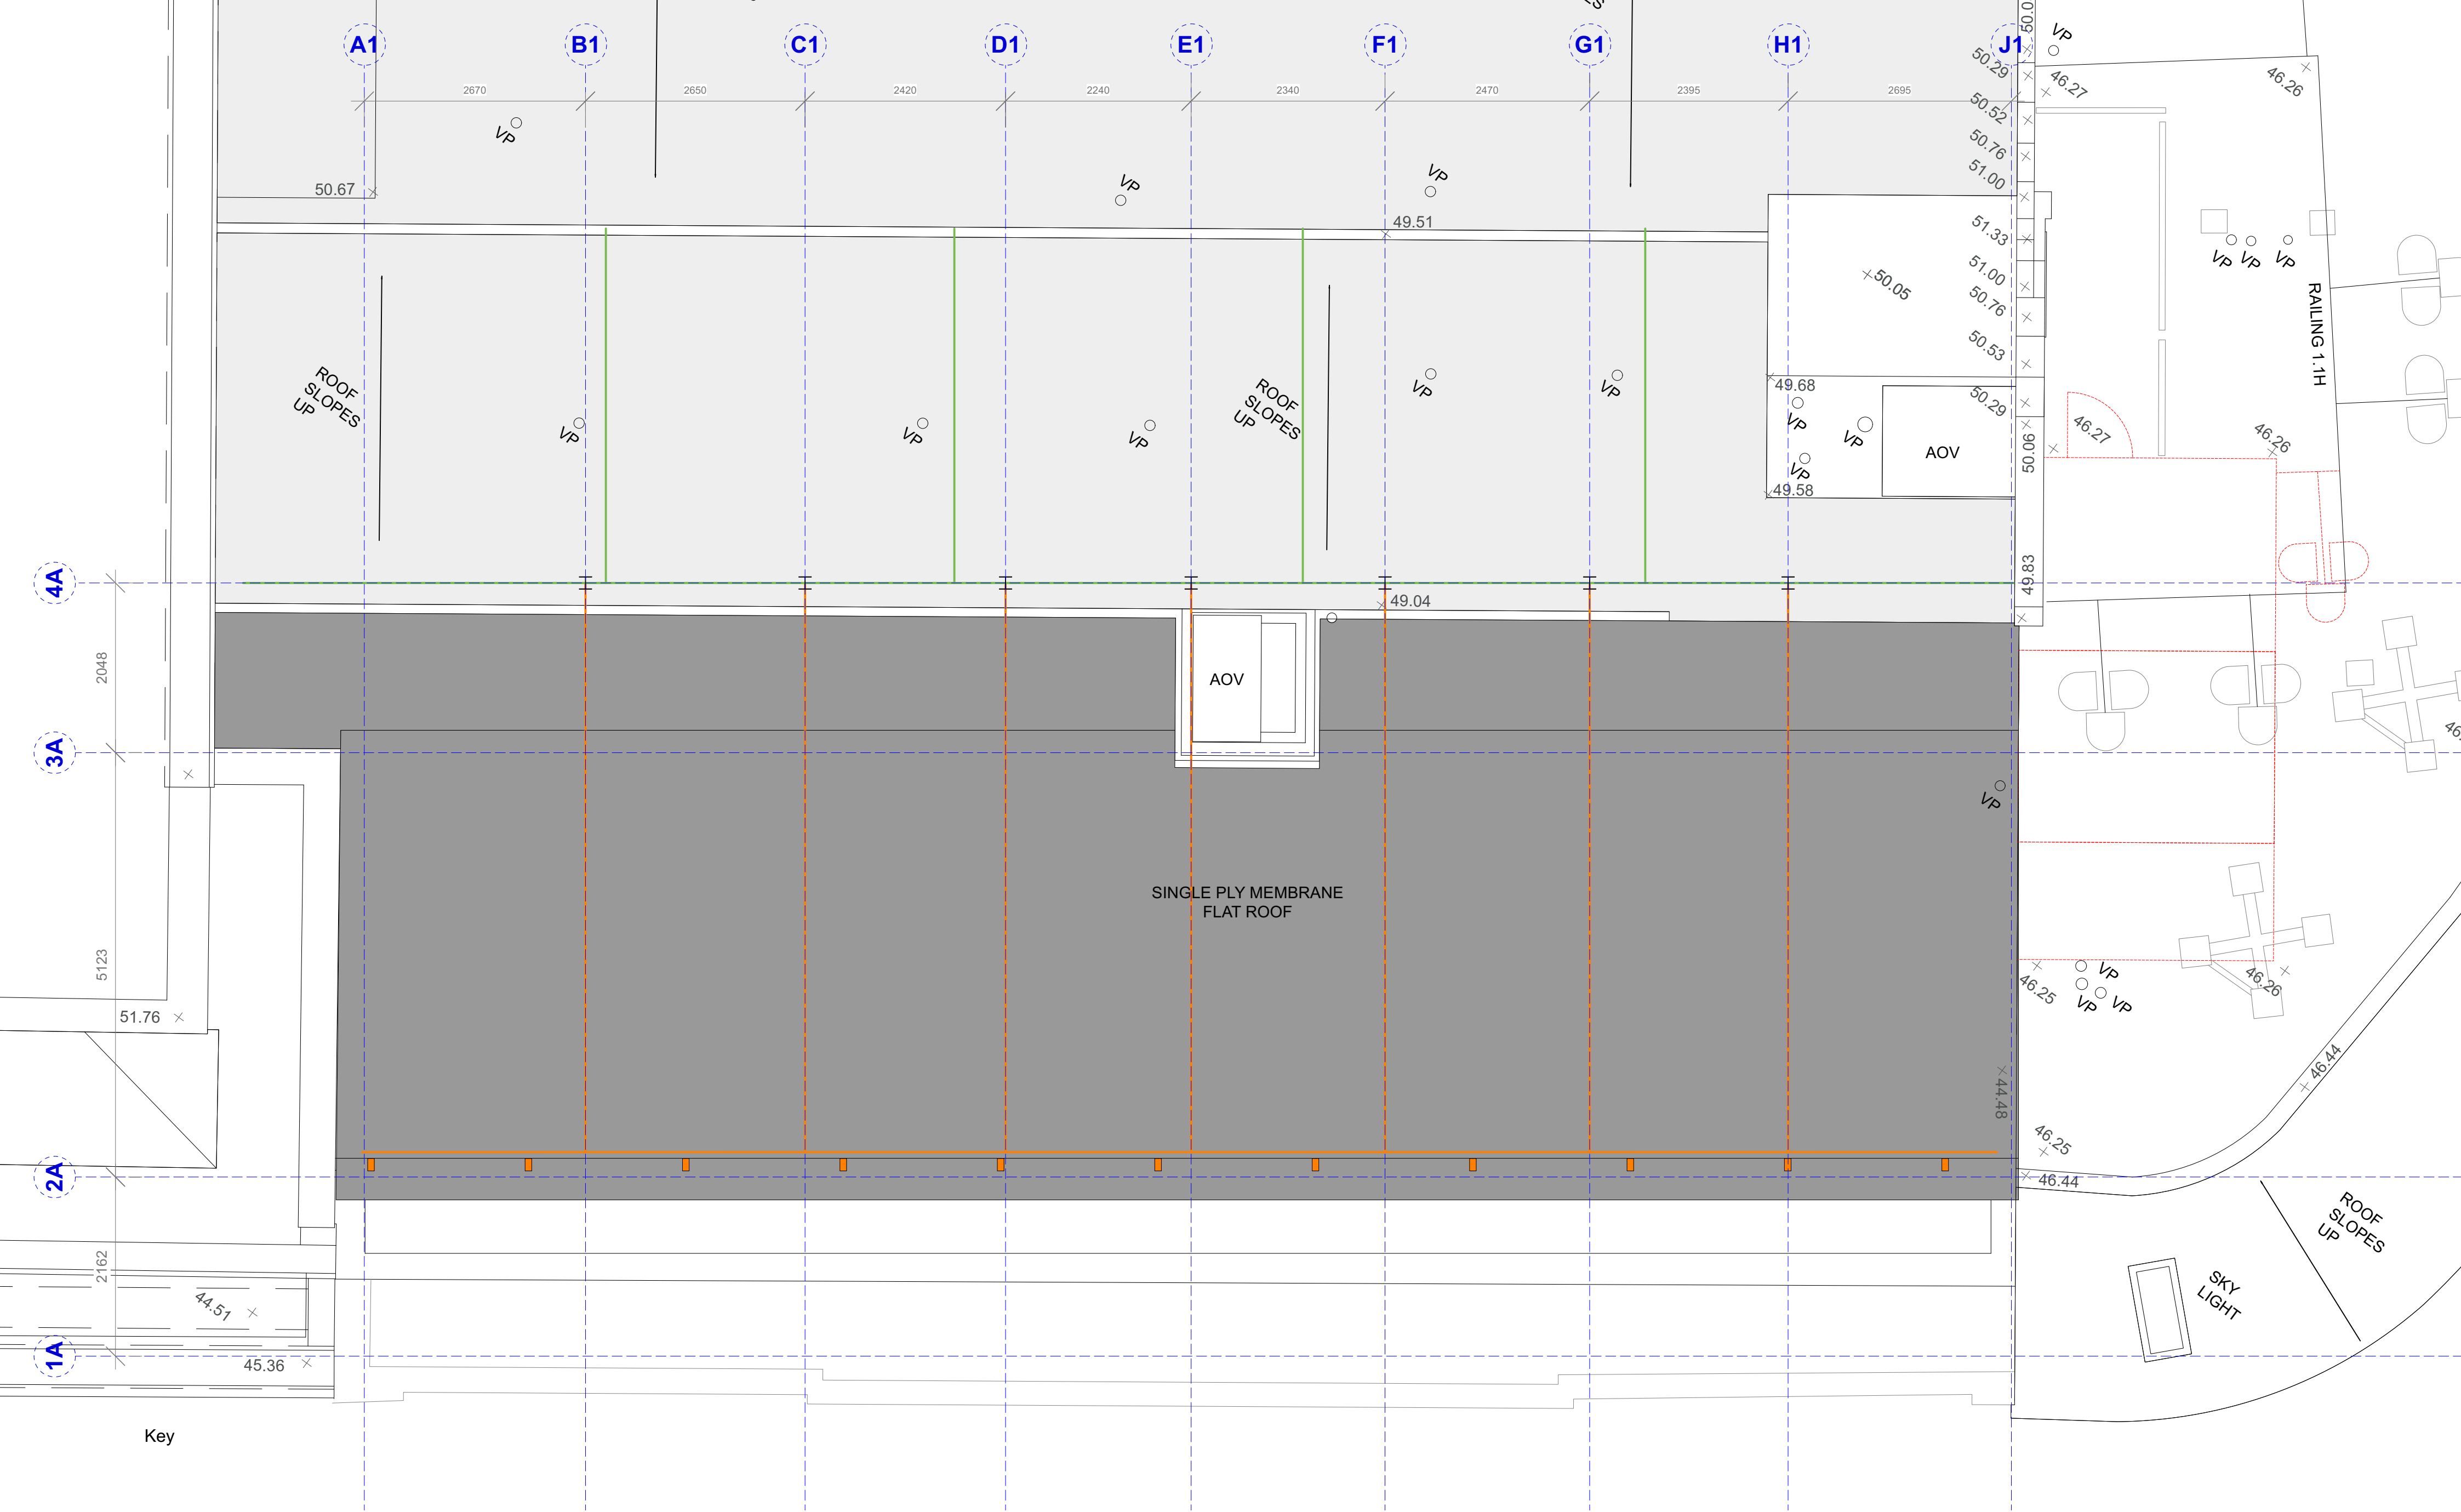 A1
B1
C1
D1
E1
F1
G1
H1
J1
2670
2650
2420
2240
2340
2470
2395
2695
VP
50.29
46.27
46.26
50.52
50.76
51.00
VP
VP
VP
50.67
49.51
51.33
51.00
50.76
50.53
50.29
50.05
VP
VP
VP
RAILING 1.1H
ROOF
SLOPES
UP
VP
VP
VP
ROOF
SLOPES
UP
VP
VP
49.68
VP
VP
VP
49.58
AOV
50.06
46.27
46.26
4A
49.83
49.04
2048
AOV
3A
VP
SINGLE PLY MEMBRANE
FLAT ROOF
5123
51.76
46.25
VP
VP
VP
46.26
44.48
46.44
46.25
46.44
2A
ROOF
SLOPES
UP
2162
44.51
SKY
LIGHT
1A
45.36
Key